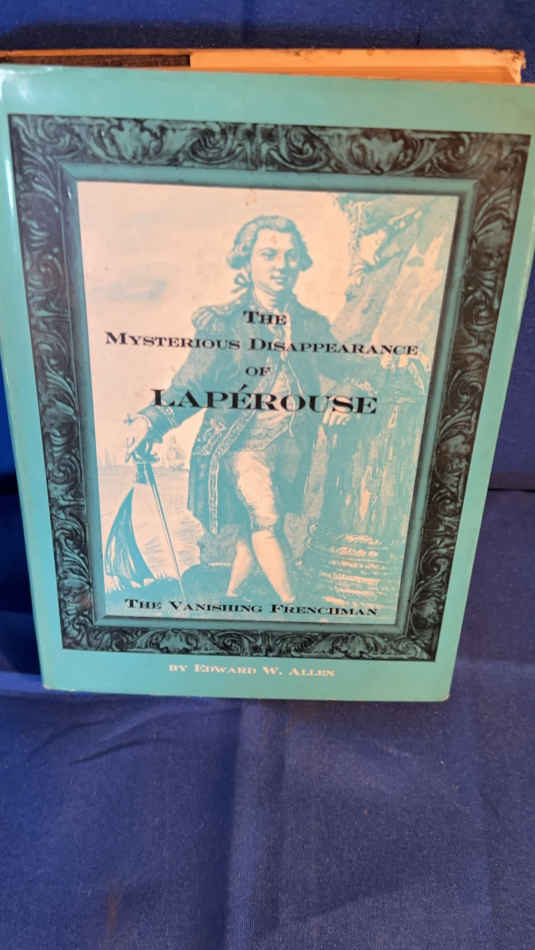 The
Mysterious Disappearance
of
LAPÉROUSE
The Vanishing Frenchman
by Edward W. Allen